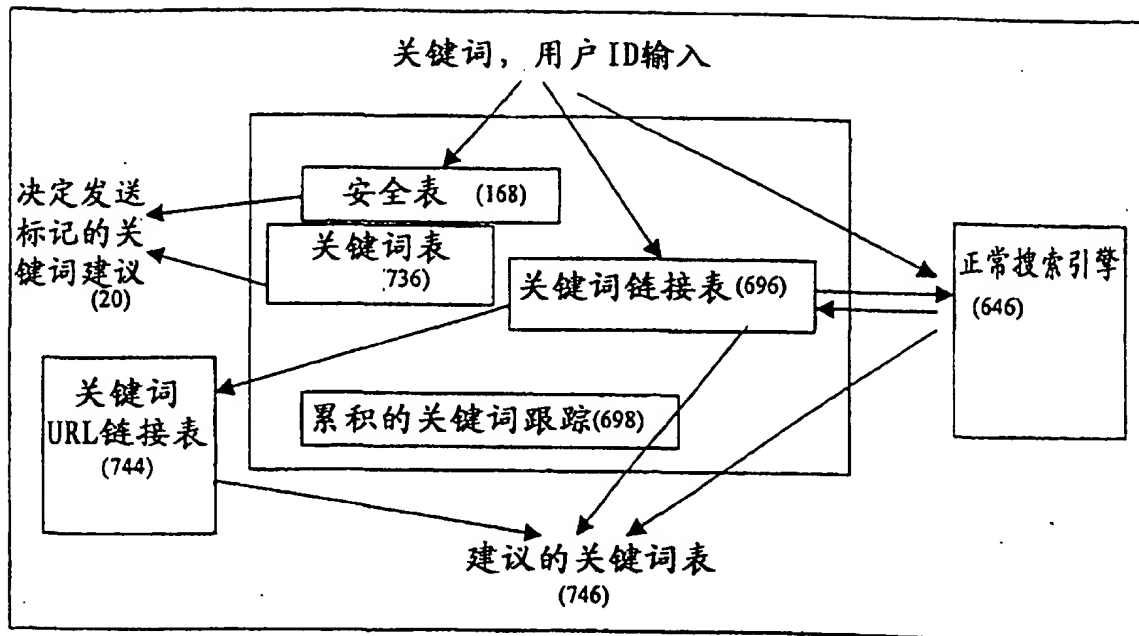 关键词，用户ID输入
安全表 (168)
决定发送
标记的关
键词建议
(20)
关键词表
736)
关键词链接表(696)
正常搜索引擎
(646)
关键词
URL链接表
(744)
累积的关键词跟踪(698)
建议的关键词表
(746)